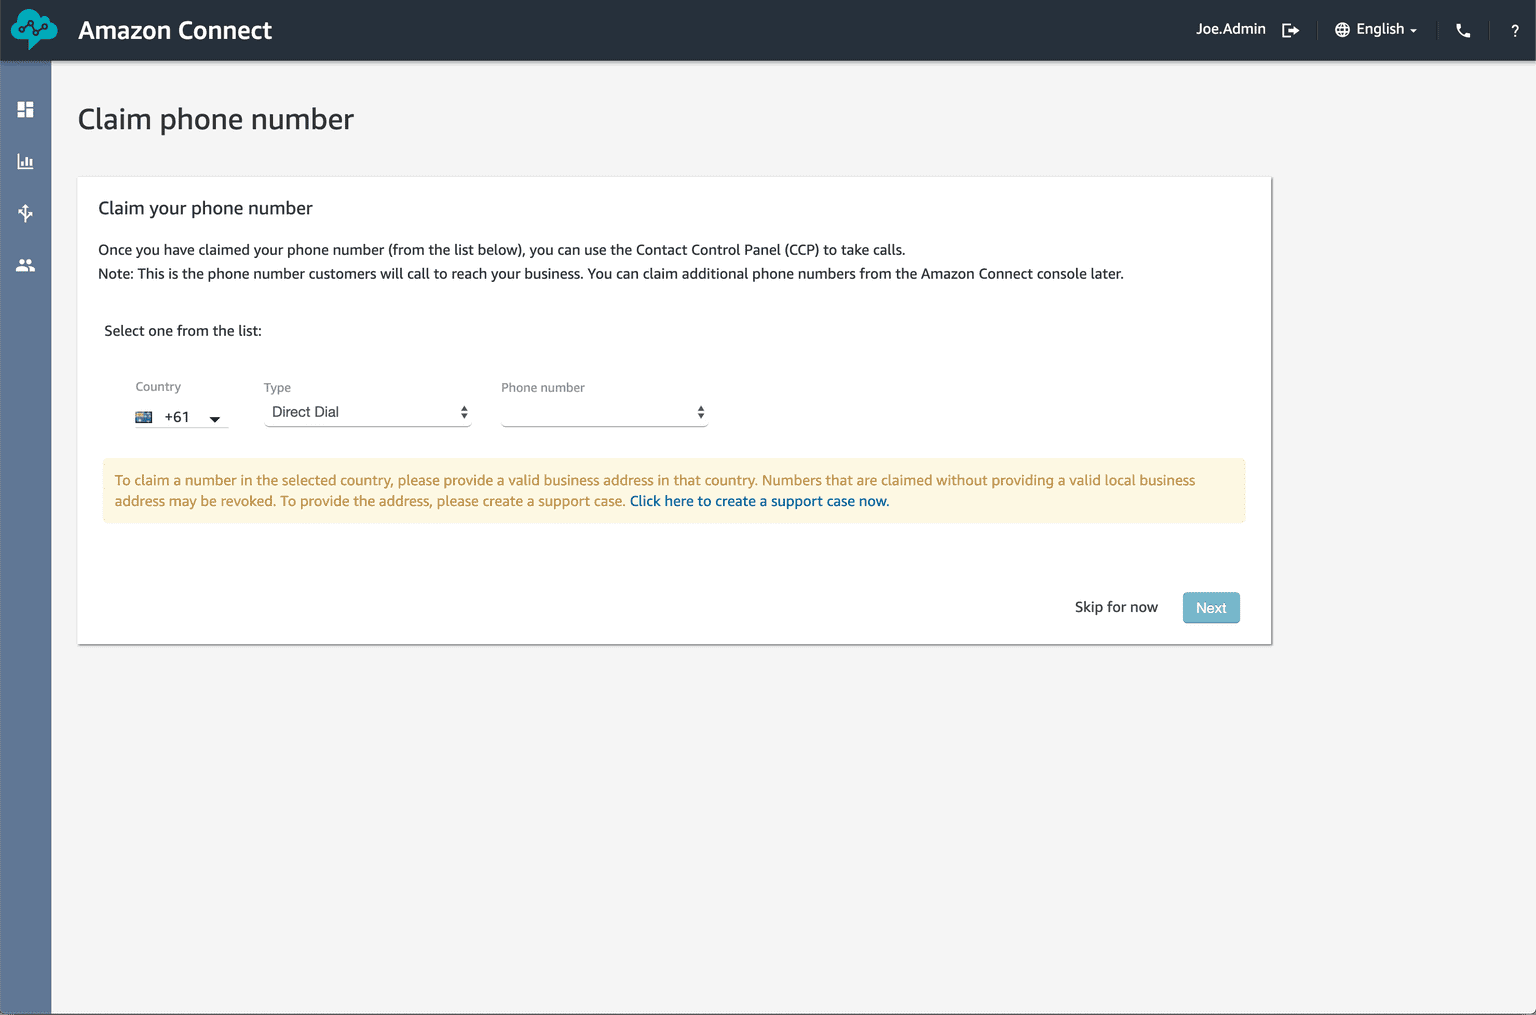 Amazon Connect
Joe.Admin
English
?
Claim phone number
Claim your phone number
Once you have claimed your phone number (from the list below), you can use the Contact Control Panel (CCP) to take calls.
Note: This is the phone number customers will call to reach your business. You can claim additional phone numbers from the Amazon Connect console later.
Select one from the list:
Country
Type
Phone number
+61
Direct Dial
To claim a number in the selected country, please provide a valid business address in that country. Numbers that are claimed without providing a valid local business
address may be revoked. To provide the address, please create a support case. Click here to create a support case now.
Skip for now
Next